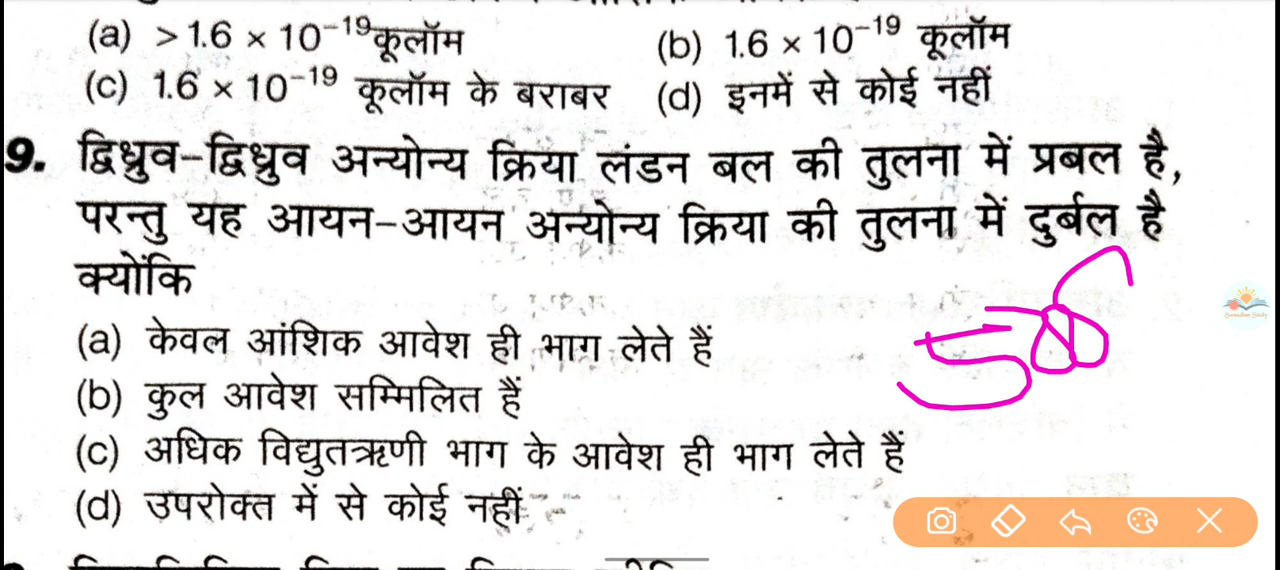 (a) > 1.6 × 10⁻¹⁹ कूलॉम (b) 1.6 × 10⁻¹⁹ कूलॉम
(c) 1.6 × 10⁻¹⁹ कूलॉम के बराबर (d) इनमें से कोई नहीं
9. द्विध्रुव-द्विध्रुव अन्योन्य क्रिया लंडन बल की तुलना में प्रबल है,
परन्तु यह आयन-आयन अन्योन्य क्रिया की तुलना में दुर्बल है
क्योंकि
(a) केवल आंशिक आवेश ही भाग लेते हैं
(b) कुल आवेश सम्मिलित हैं
(c) अधिक विद्युतऋणी भाग के आवेश ही भाग लेते हैं
(d) उपरोक्त में से कोई नहीं